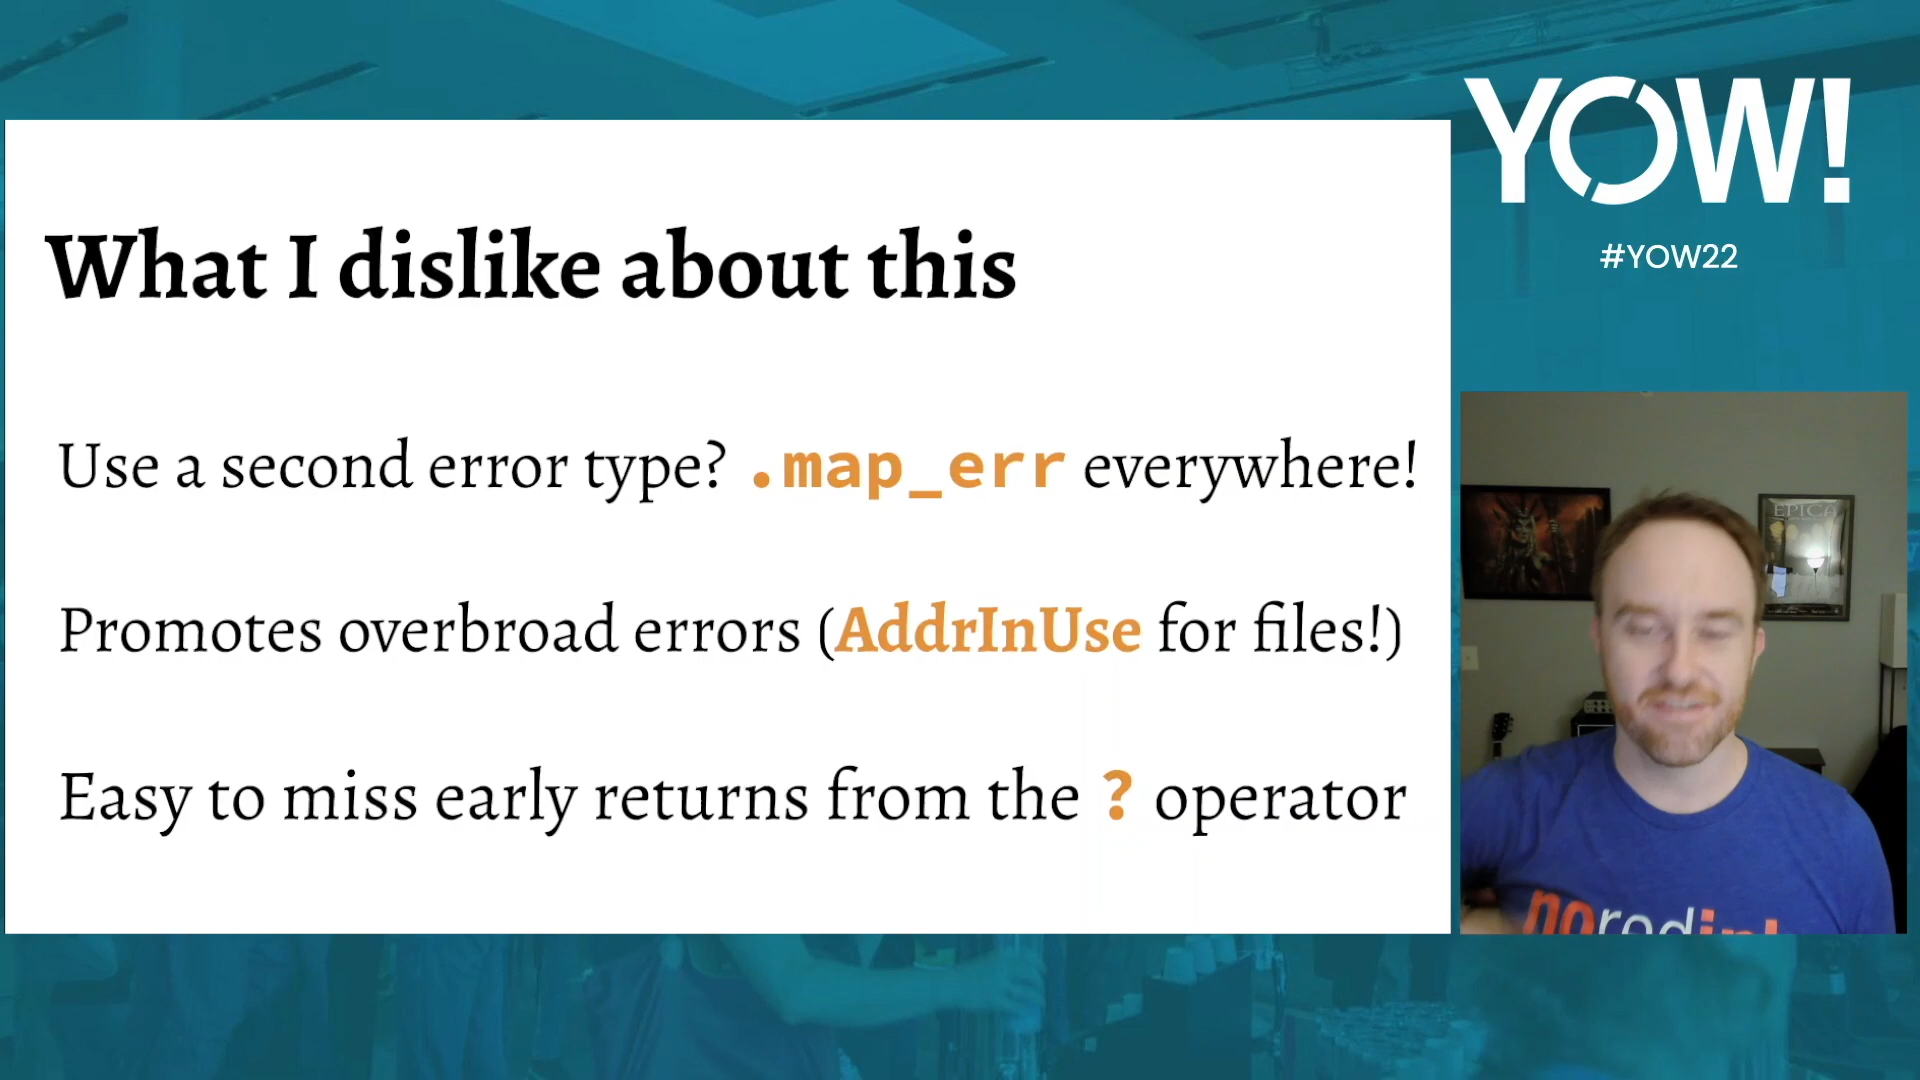 YOW!
#YOW22
What I dislike about this
Use a second error type? .map_err everywhere!
Promotes overbroad errors (AddrInUse for files!)
Easy to miss early returns from the ? operator
EPICA
noredink